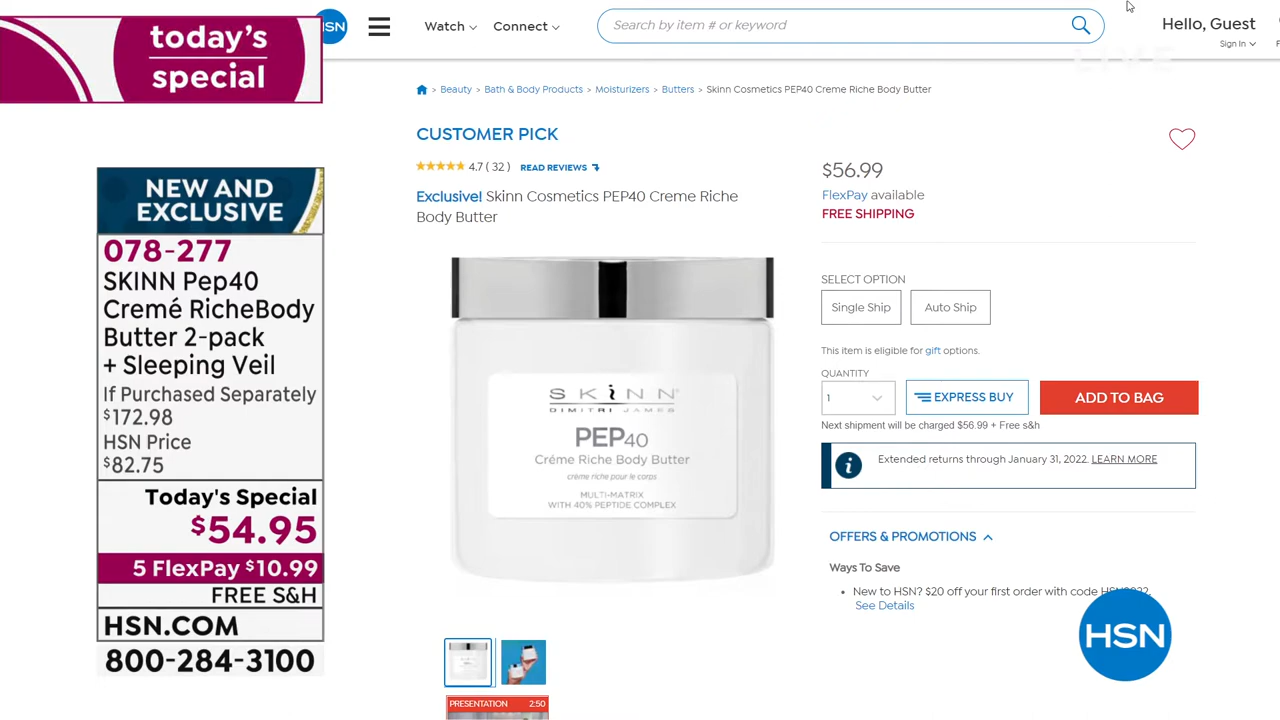 today's
special
HSN
Watch
Connect
Search by item # or keyword
Hello, Guest
Sign In
LIVE
> Beauty > Bath & Body Products > Moisturizers > Butters > Skinn Cosmetics PEP40 Creme Riche Body Butter
NEW AND
EXCLUSIVE
078-277
SKINN Pep40
Cremé RicheBody
Butter 2-pack
+ Sleeping Veil
If Purchased Separately
$172.98
HSN Price
$82.75
Today's Special
$54.95
5 FlexPay $10.99
FREE S&H
HSN.COM
800-284-3100
CUSTOMER PICK
4.7 ( 32 ) READ REVIEWS
Exclusive! Skinn Cosmetics PEP40 Creme Riche
Body Butter
SKiNN®
DIMITRI JAMES
PEP40
Créme Riche Body Butter
créme riche pour le corps
MULTI-MATRIX
WITH 40% PEPTIDE COMPLEX
PRESENTATION 2:50
$56.99
FlexPay available
FREE SHIPPING
SELECT OPTION
Single Ship
Auto Ship
This item is eligible for gift options.
QUANTITY
1
EXPRESS BUY
ADD TO BAG
Next shipment will be charged $56.99 + Free s&h
i
Extended returns through January 31, 2022. LEARN MORE
OFFERS & PROMOTIONS
Ways To Save
• New to HSN? $20 off your first order with code
See Details
HSN